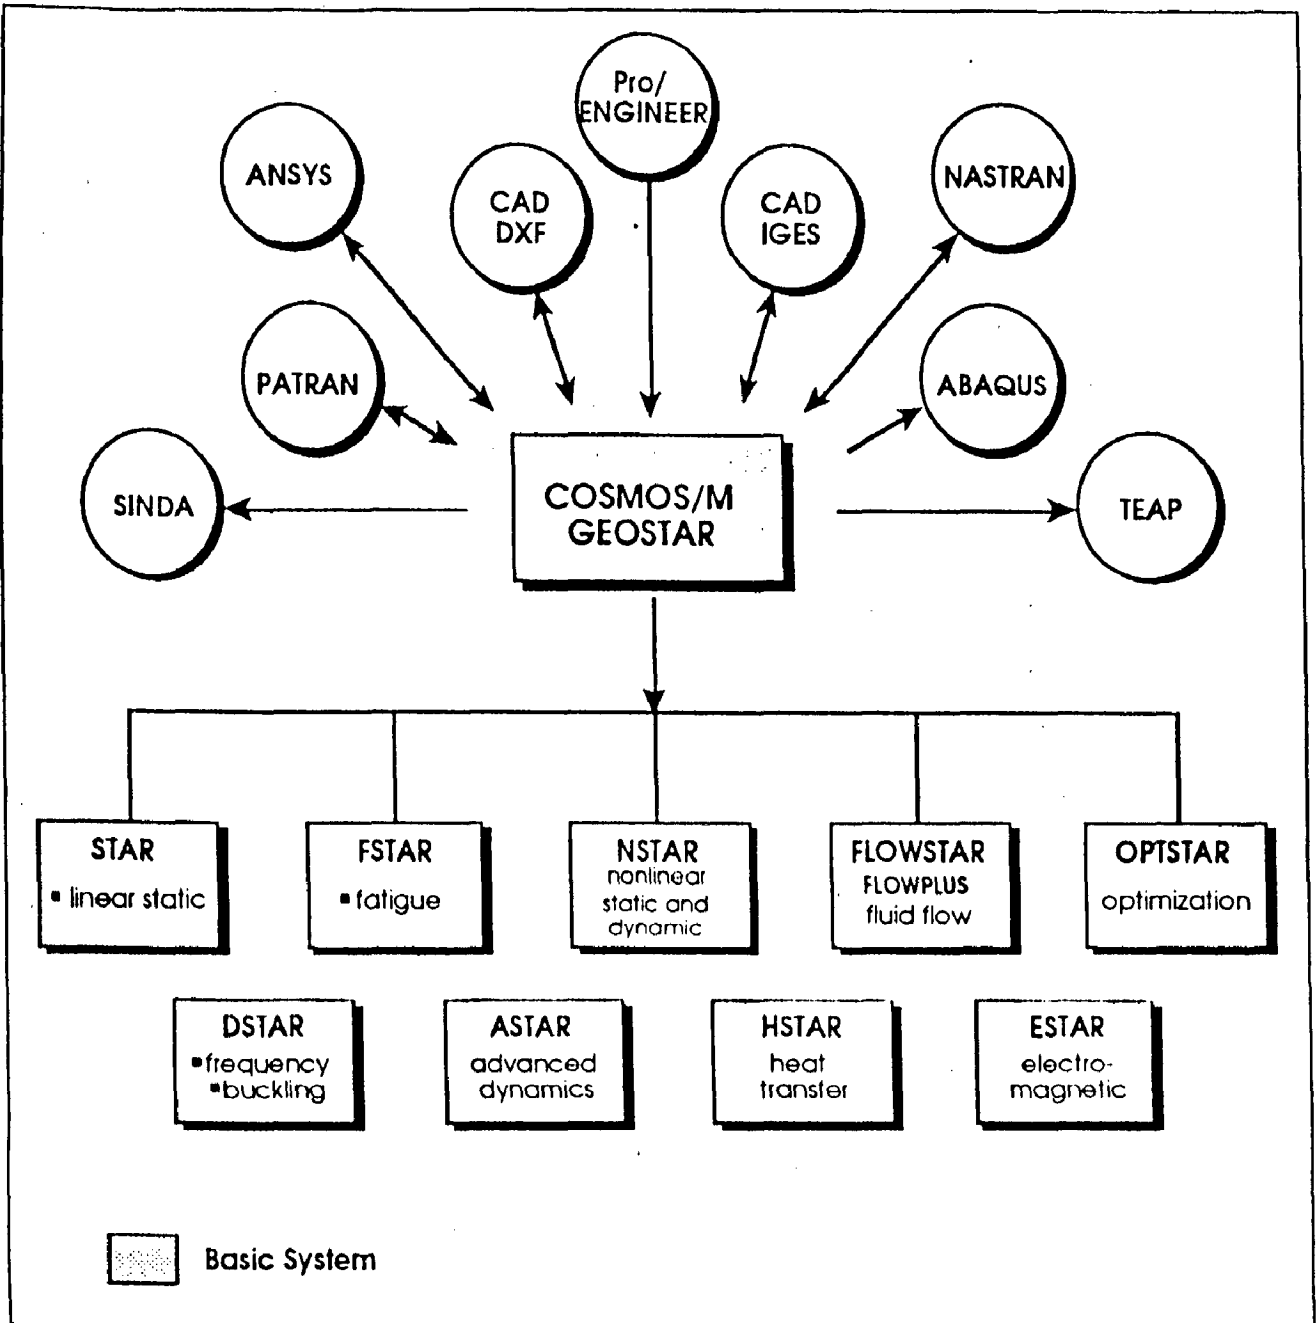 Pro/
ENGINEER
ANSYS
CAD
DXF
CAD
IGES
NASTRAN
PATRAN
ABAQUS
SINDA
COSMOS/M
GEOSTAR
TEAP
STAR
▪ linear static
FSTAR
▪ fatigue
NSTAR
nonlinear
static and
dynamic
FLOWSTAR
FLOWPLUS
fluid flow
OPTSTAR
optimization
DSTAR
▪frequency
▪buckling
ASTAR
advanced
dynamics
HSTAR
heat
transfer
ESTAR
electro-
magnetic
Basic System